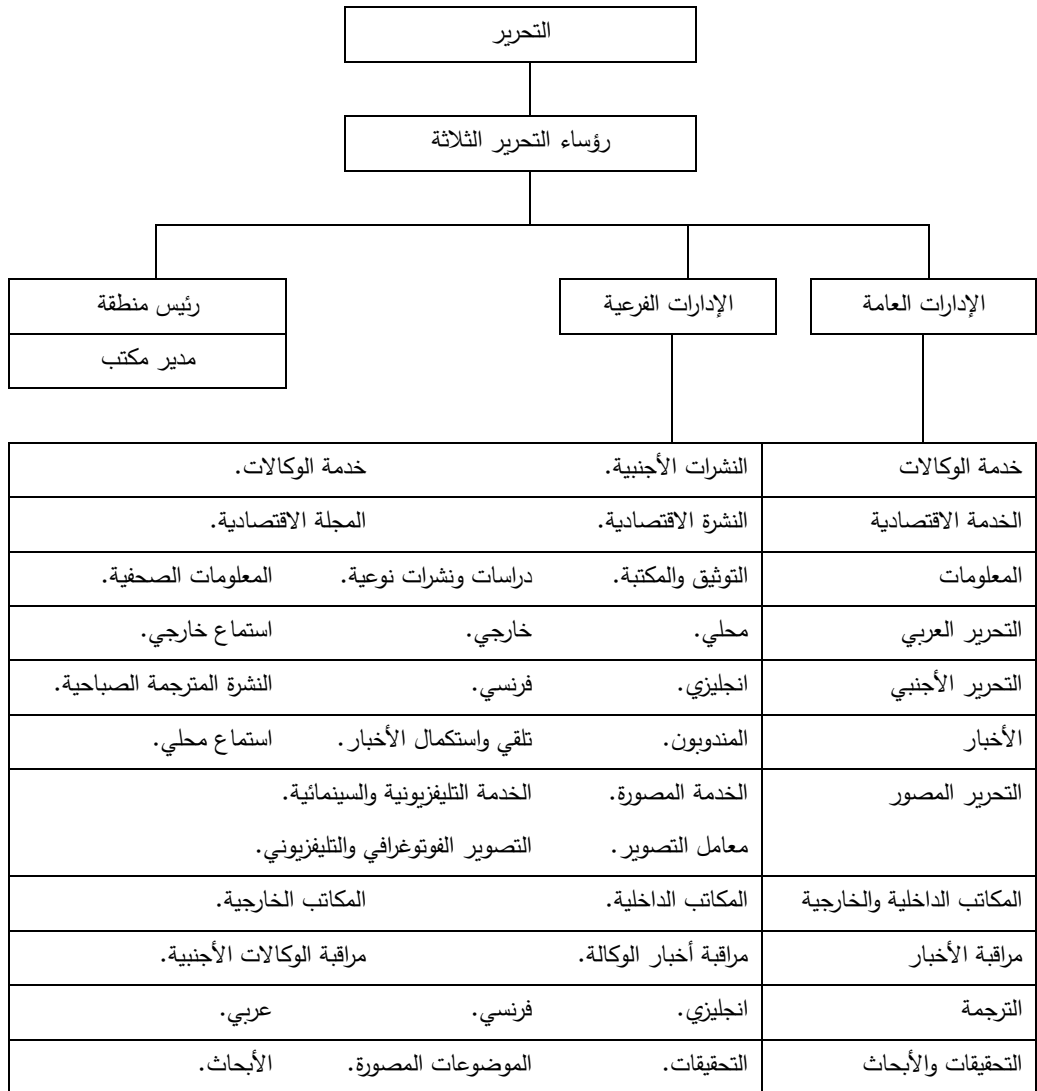 التحرير
رؤساء التحرير الثلاثة
الإدارات العامة الإدارات الفرعية رئيس منطقة
مدير مكتب
خدمة الوكالات النشرات الأجنبية. خدمة الوكالات.
الخدمة الاقتصادية النشرة الاقتصادية. المجلة الاقتصادية.
المعلومات التوثيق والمكتبة. دراسات ونشرات نوعية. المعلومات الصحفية.
التحرير العربي محلي. خارجي. استماع خارجي.
التحرير الأجنبي انجليزي. فرنسي. النشرة المترجمة الصباحية.
الأخبار المندوبون. تلقي واستكمال الأخبار. استماع محلي.
التحرير المصور الخدمة المصورة. الخدمة التليفزيونية والسينمائية.
معامل التصوير. التصوير الفوتوغرافي والتليفزيوني.
المكاتب الداخلية والخارجية المكاتب الداخلية. المكاتب الخارجية.
مراقبة الأخبار مراقبة أخبار الوكالة. مراقبة الوكالات الأجنبية.
الترجمة انجليزي. فرنسي. عربي.
التحقيقات والأبحاث التحقيقات. الموضوعات المصورة. الأبحاث.